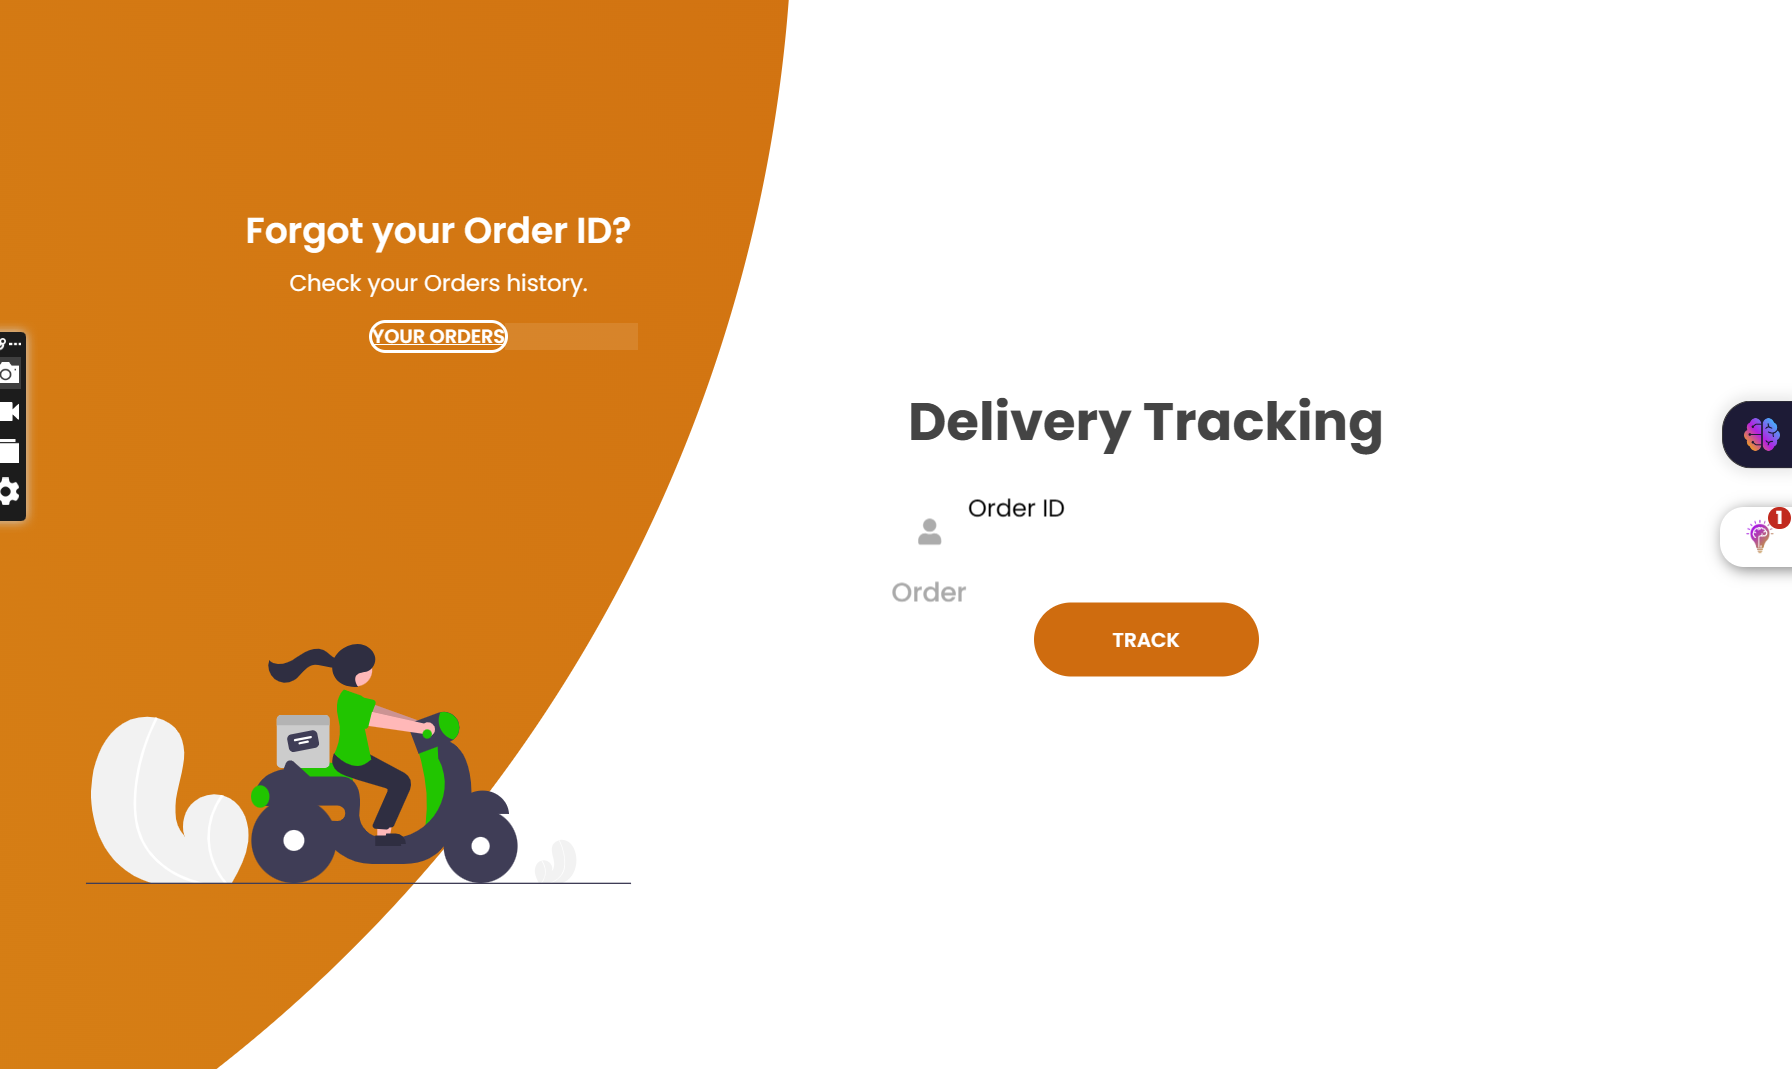 Forgot your Order ID?
Check your Orders history.
YOUR ORDERS
Delivery Tracking
Order ID
Order
TRACK
1